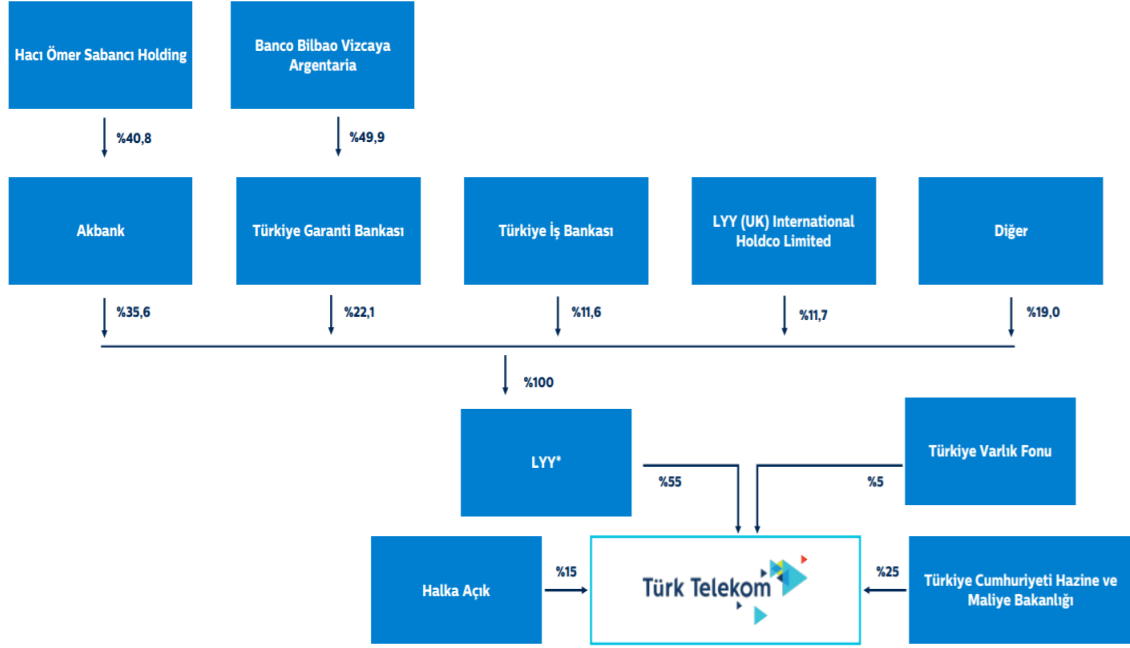 Hacı Ömer Sabancı Holding
Banco Bilbao Vizcaya
Argentaria
%40,8
%49,9
Akbank
Türkiye Garanti Bankası
Türkiye İş Bankası
LYY (UK) International
Holdco Limited
Diğer
%35,6
%22,1
%11,6
%11,7
%19,0
%100
LYY*
Türkiye Varlık Fonu
%55
%5
Halka Açık
%15
Türk Telekom
%25
Türkiye Cumhuriyeti Hazine ve
Maliye Bakanlığı